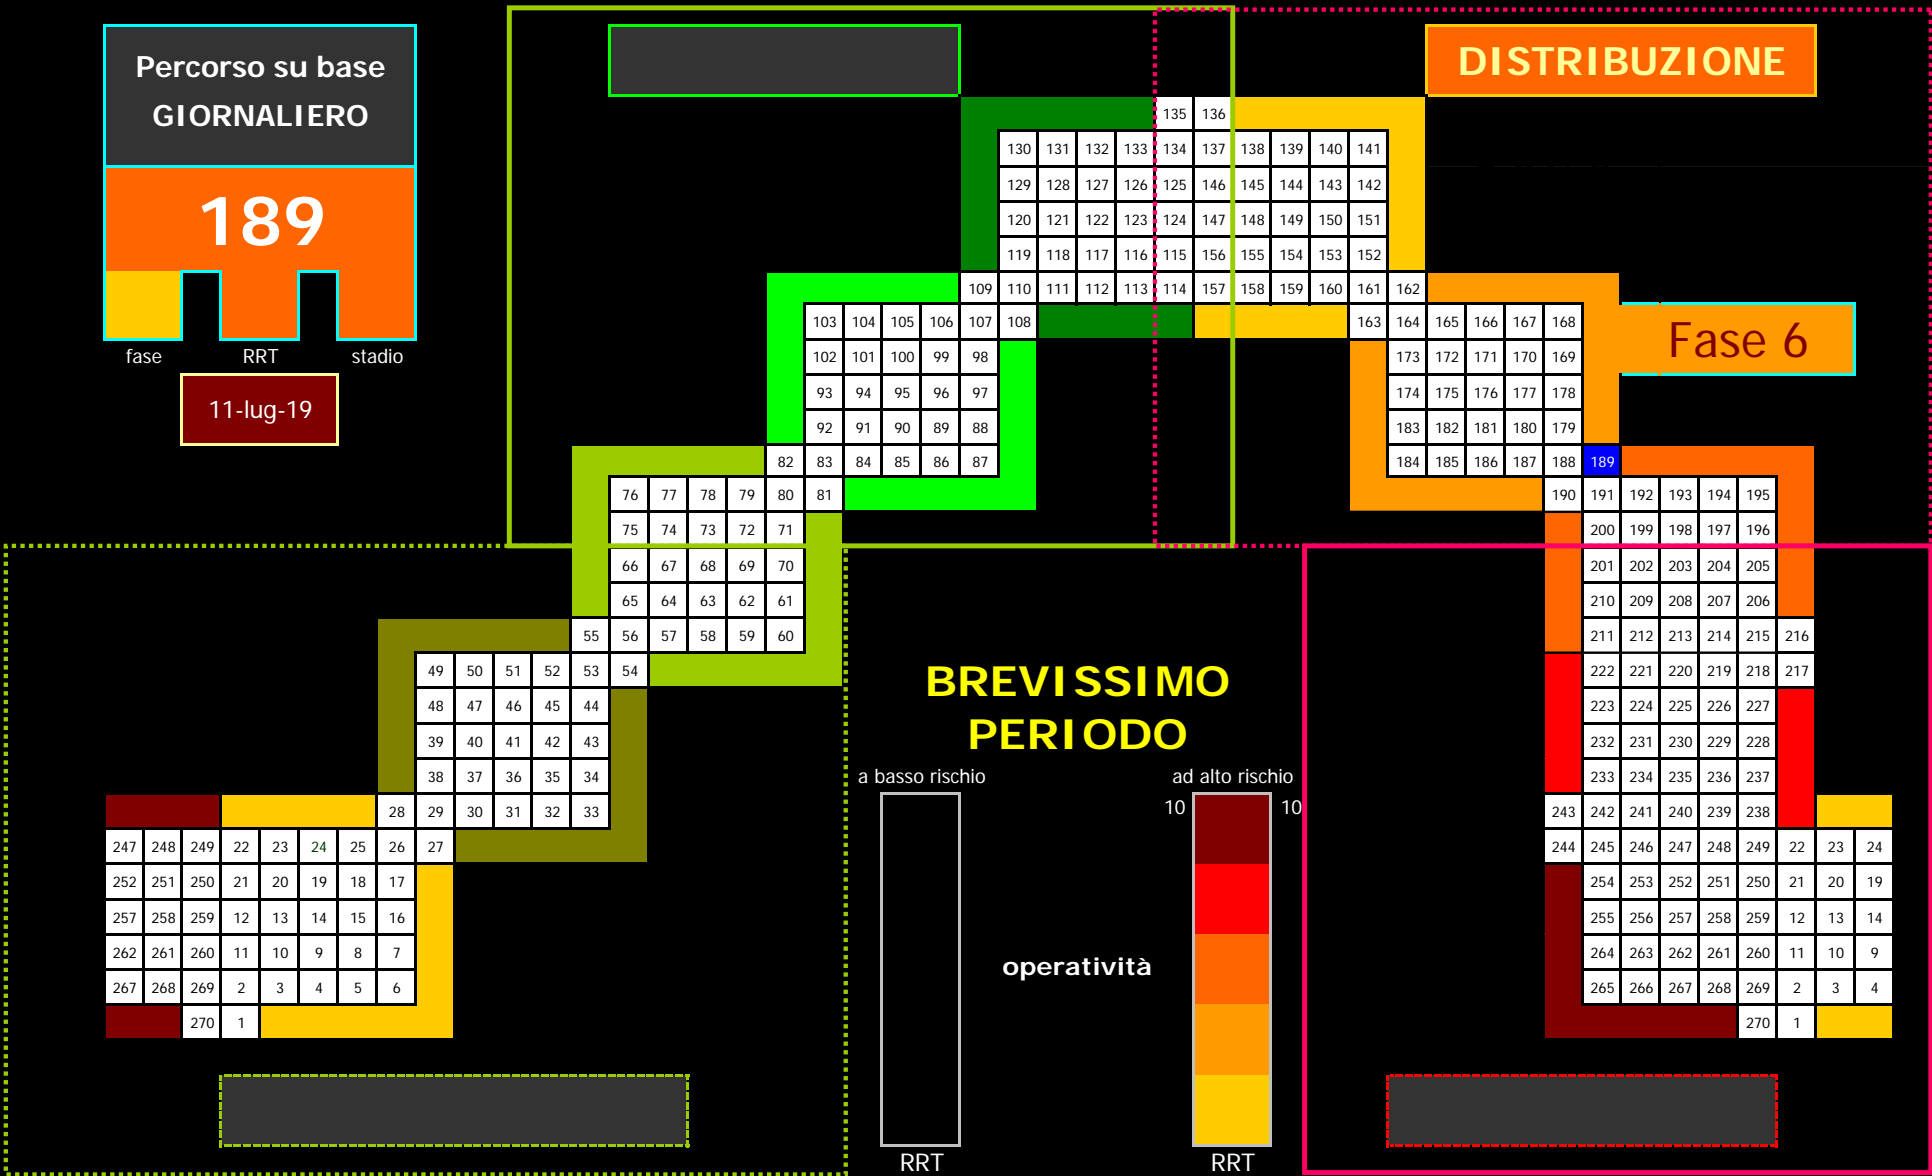 Percorso su base
GIORNALIERO
189
fase RRT stadio
11-lug-19
DISTRIBUZIONE
135 136
130 131 132 133 134 137 138 139 140 141
129 128 127 126 125 146 145 144 143 142
120 121 122 123 124 147 148 149 150 151
119 118 117 116 115 156 155 154 153 152
109 110 111 112 113 114 157 158 159 160 161 162
103 104 105 106 107 108 163 164 165 166 167 168
Fase 6
102 101 100 99 98 173 172 171 170 169
93 94 95 96 97 174 175 176 177 178
92 91 90 89 88 183 182 181 180 179
82 83 84 85 86 87 184 185 186 187 188 189
76 77 78 79 80 81 190 191 192 193 194 195
75 74 73 72 71 200 199 198 197 196
66 67 68 69 70 201 202 203 204 205
65 64 63 62 61 210 209 208 207 206
55 56 57 58 59 60 211 212 213 214 215 216
49 50 51 52 53 54 222 221 220 219 218 217
48 47 46 45 44 223 224 225 226 227
39 40 41 42 43 232 231 230 229 228
38 37 36 35 34 233 234 235 236 237
28 29 30 31 32 33 243 242 241 240 239 238
247 248 249 22 23 24 25 26 27 244 245 246 247 248 249 22 23 24
252 251 250 21 20 19 18 17 254 253 252 251 250 21 20 19
257 258 259 12 13 14 15 16 255 256 257 258 259 12 13 14
262 261 260 11 10 9 8 7 264 263 262 261 260 11 10 9
267 268 269 2 3 4 5 6 265 266 267 268 269 2 3 4
270 1 270 1
BREVISSIMO
PERIODO
a basso rischio ad alto rischio
10 10
operatività
RRT RRT